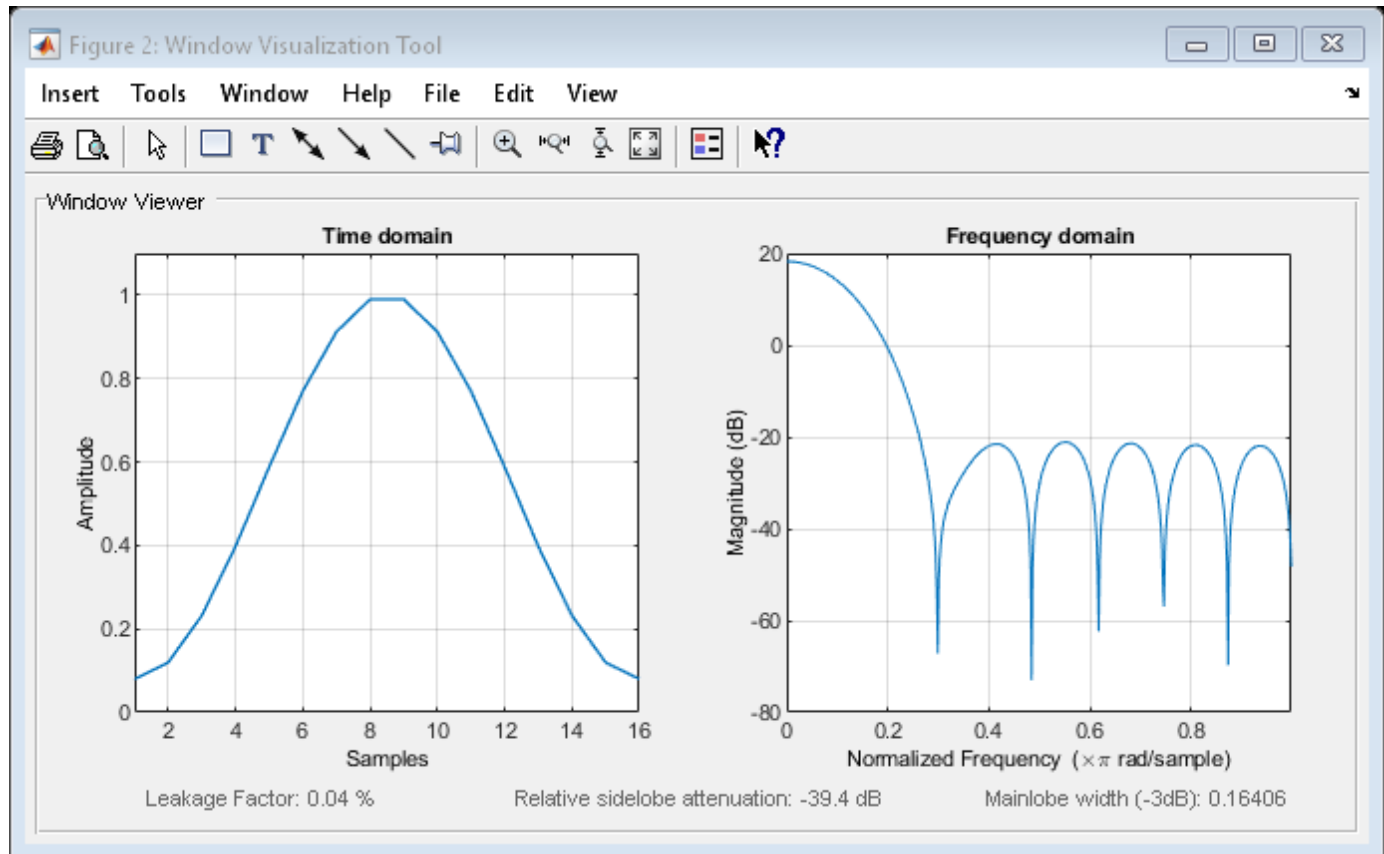 Figure 2: Window Visualization Tool
Insert Tools Window Help File Edit View
T
Window Viewer
Time domain
1
0.8
0.6
0.4
0.2
0
Amplitude
2 4 6 8 10 12 14 16
Samples
Frequency domain
20
0
-20
-40
-60
-80
Magnitude (dB)
0 0.2 0.4 0.6 0.8
Normalized Frequency (×π rad/sample)
Leakage Factor: 0.04 % Relative sidelobe attenuation: -39.4 dB Mainlobe width (-3dB): 0.16406